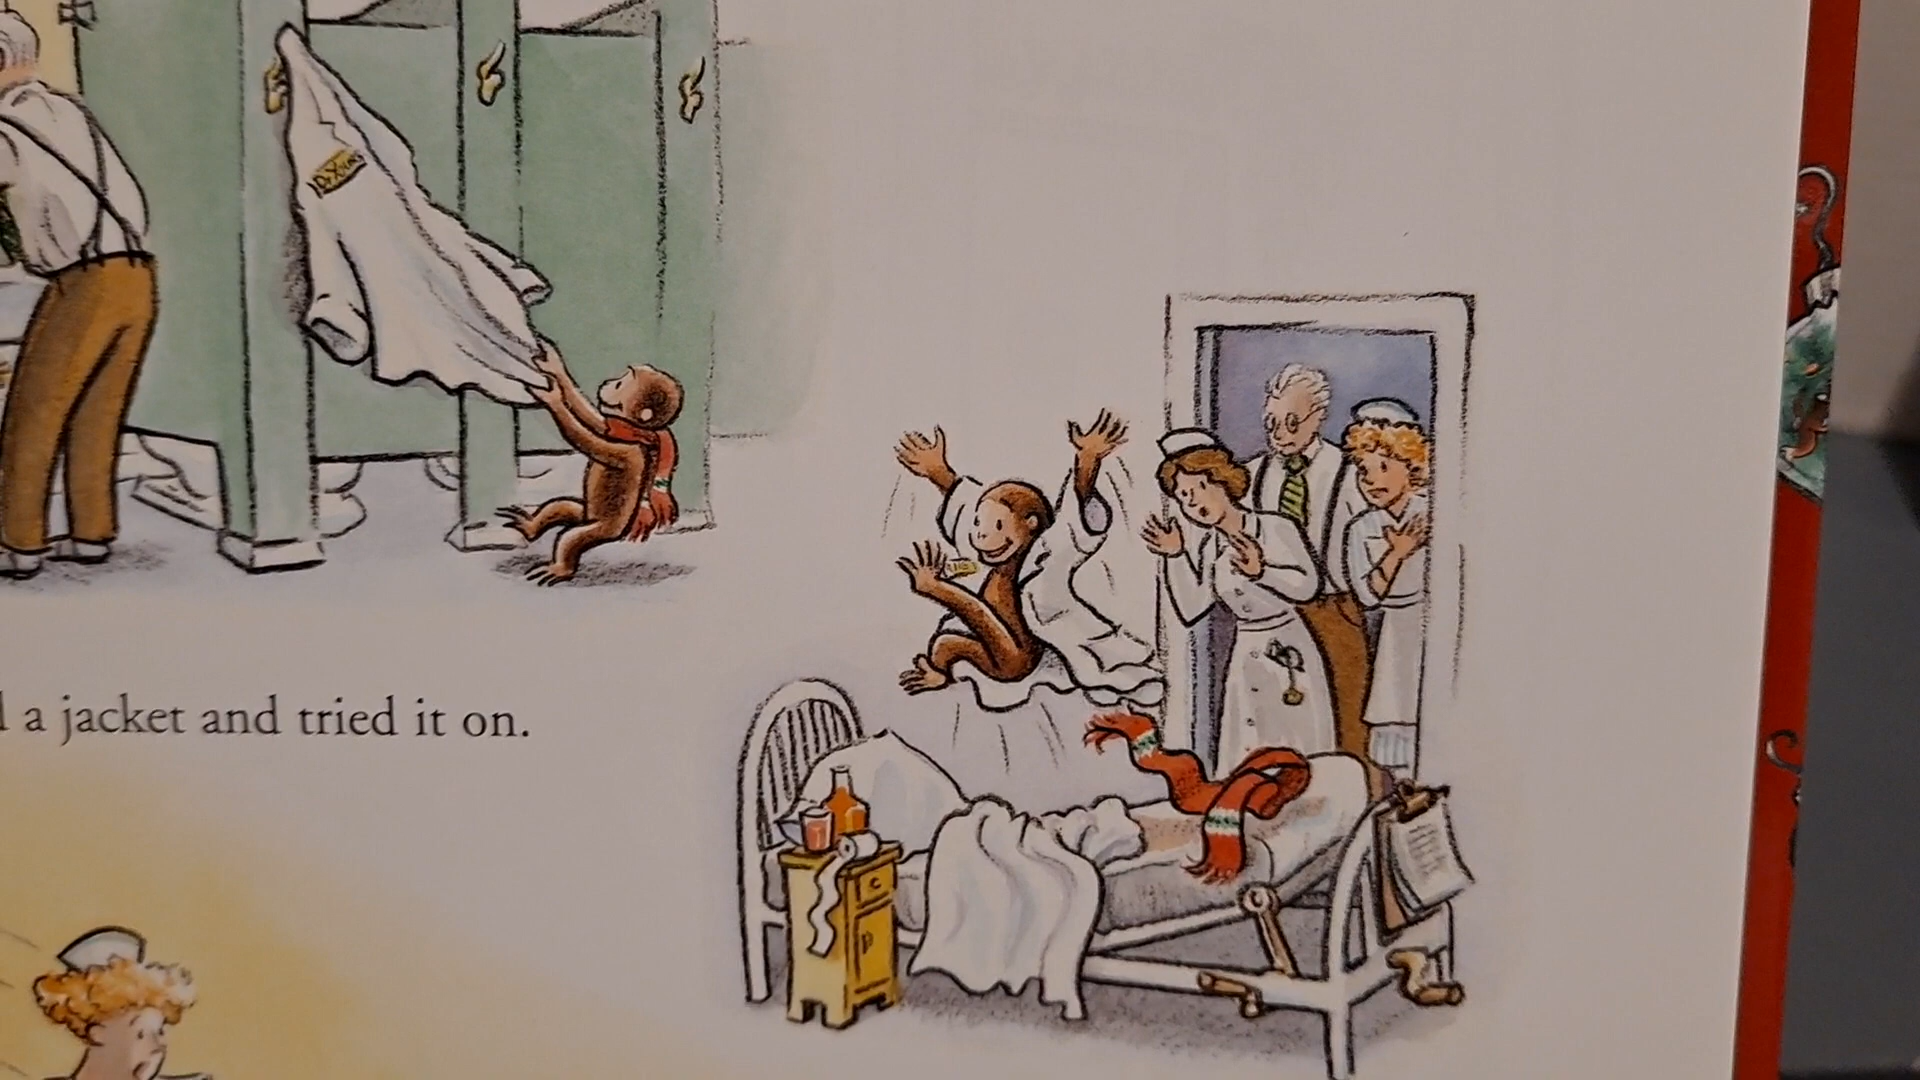 a jacket and tried it on.